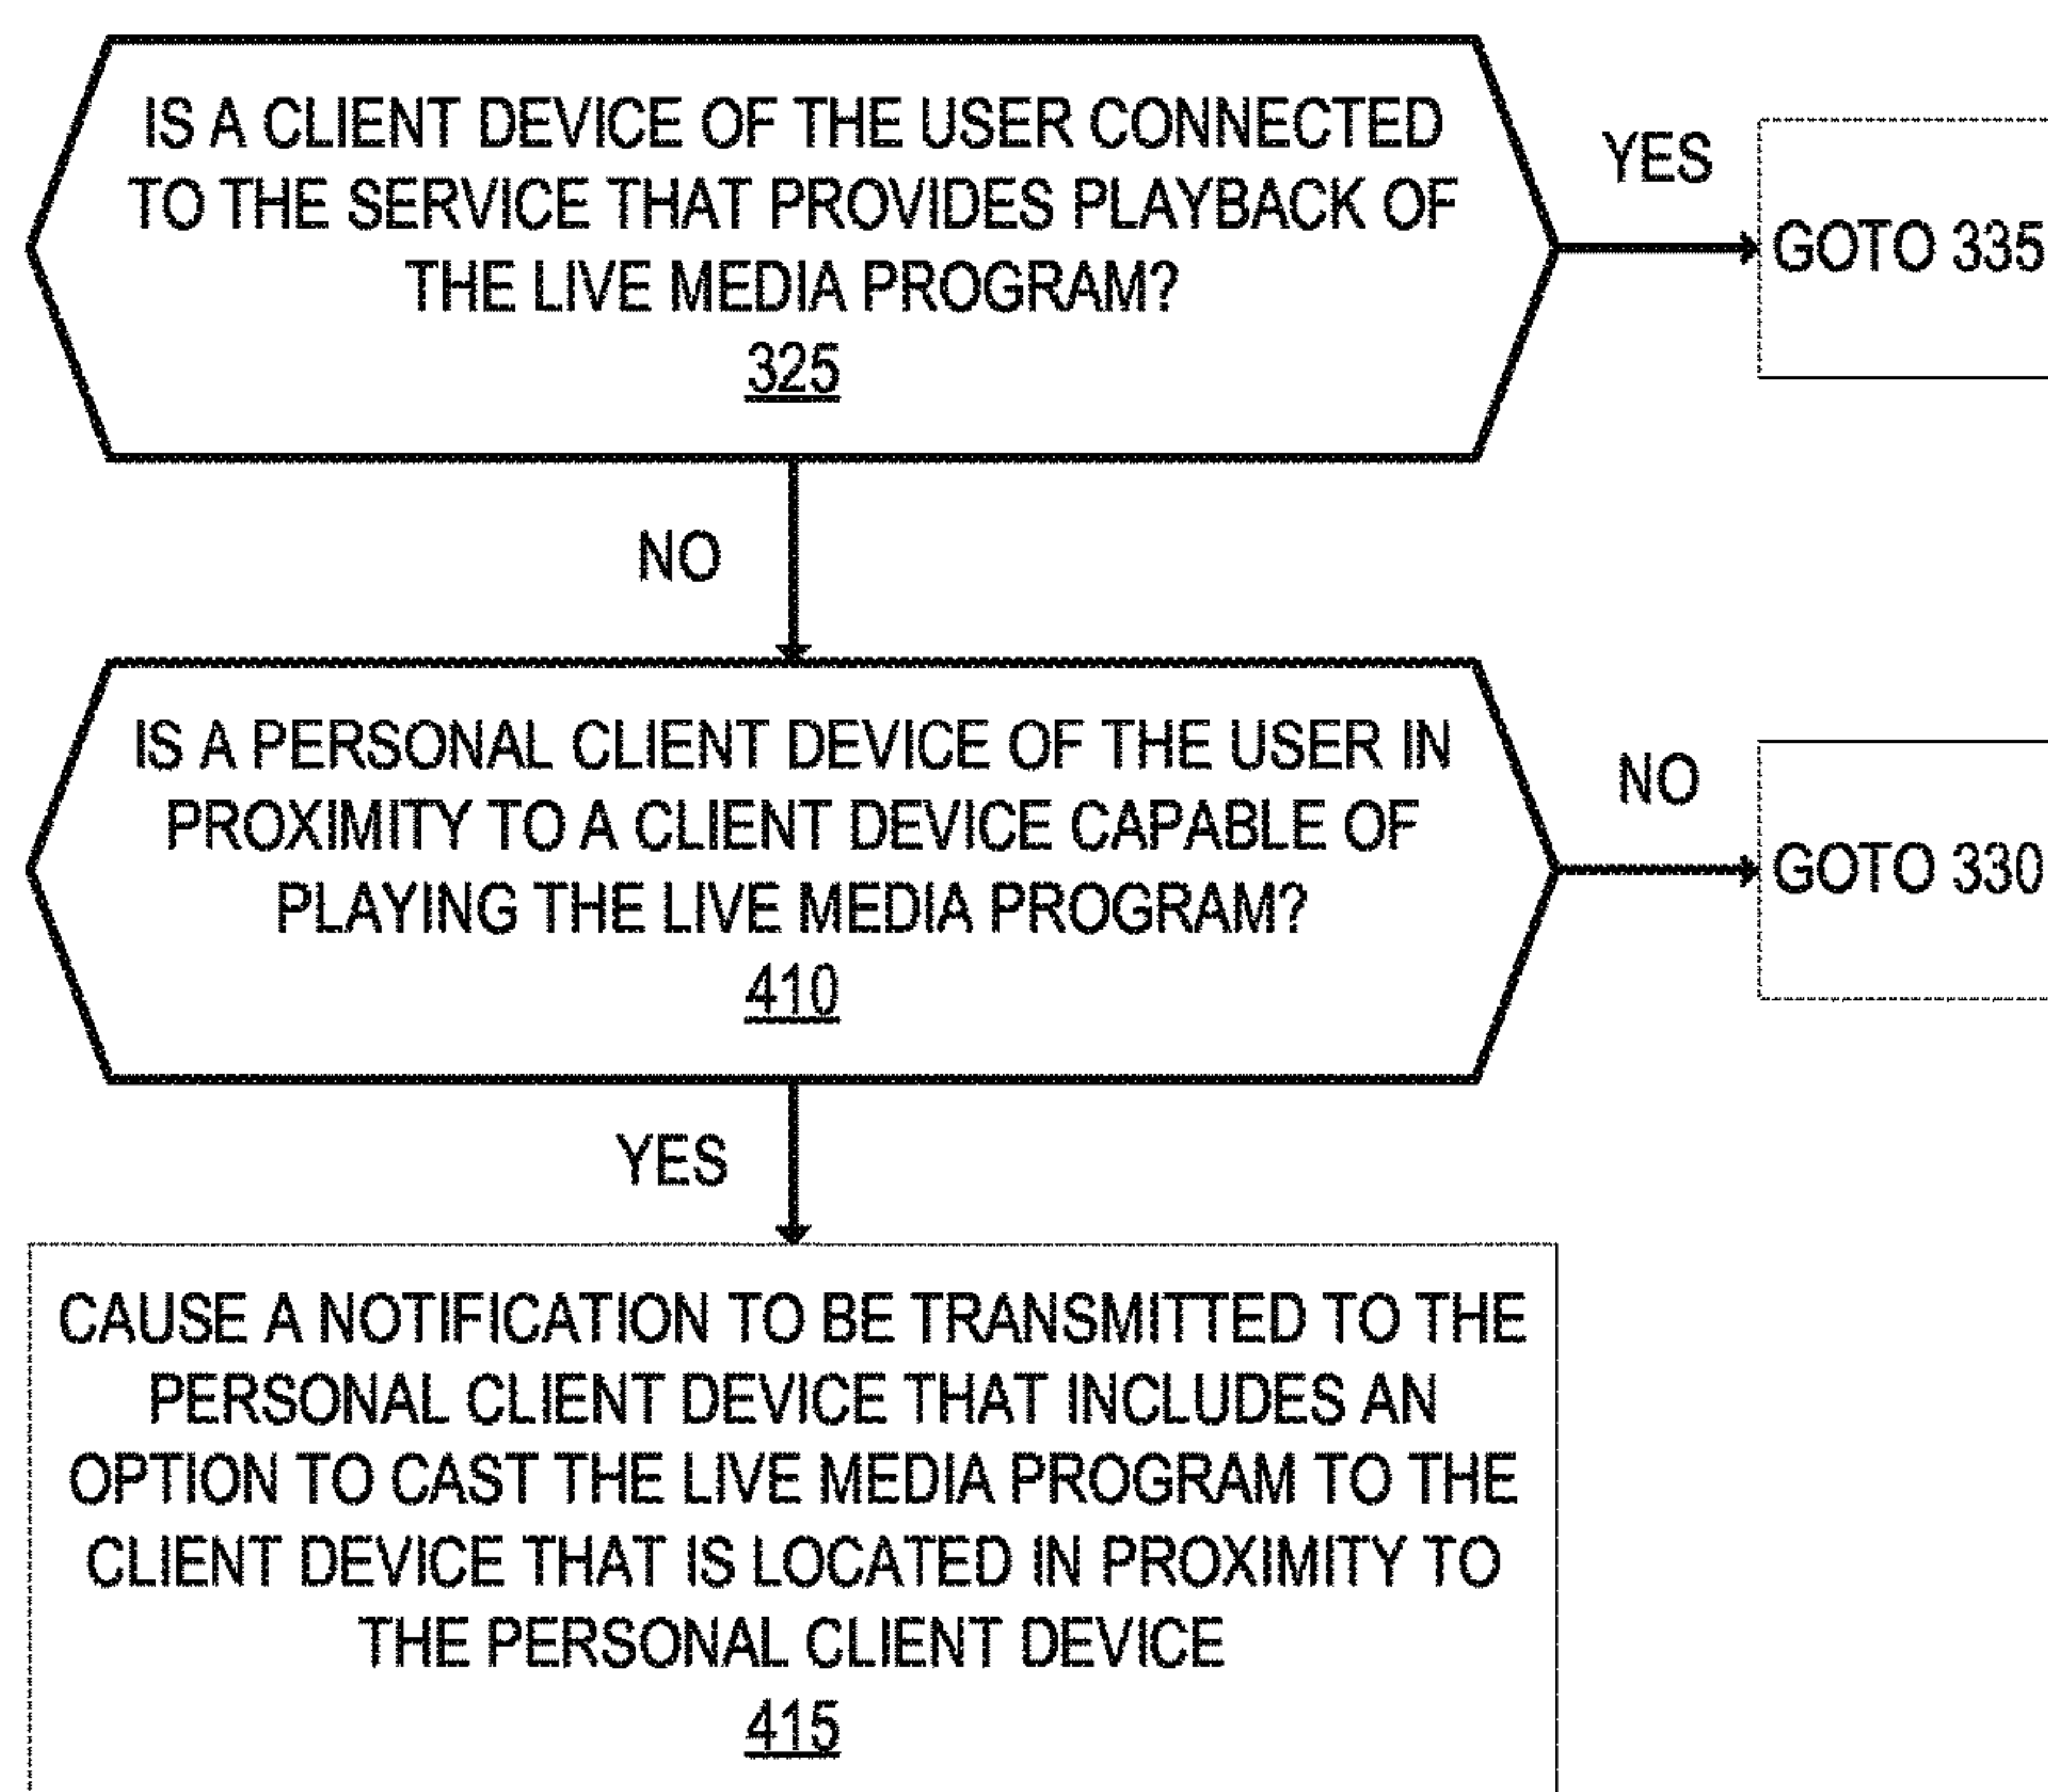 IS A CLIENT DEVICE OF THE USER CONNECTED
TO THE SERVICE THAT PROVIDES PLAYBACK OF
THE LIVE MEDIA PROGRAM?
325
YES
GOTO 335
NO
IS A PERSONAL CLIENT DEVICE OF THE USER IN
PROXIMITY TO A CLIENT DEVICE CAPABLE OF
PLAYING THE LIVE MEDIA PROGRAM?
410
NO
GOTO 330
YES
CAUSE A NOTIFICATION TO BE TRANSMITTED TO THE
PERSONAL CLIENT DEVICE THAT INCLUDES AN
OPTION TO CAST THE LIVE MEDIA PROGRAM TO THE
CLIENT DEVICE THAT IS LOCATED IN PROXIMITY TO
THE PERSONAL CLIENT DEVICE
415